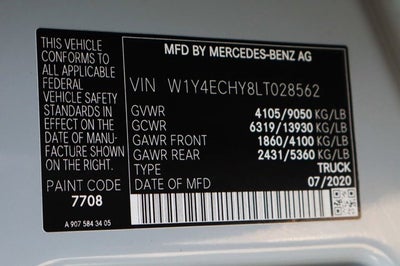 THIS VEHICLE
CONFORMS TO
ALL APPLICABLE
FEDERAL
VEHICLE SAFETY
STANDARDS IN
EFFECT ON THE
DATE OF MANU-
FACTURE SHOWN
ON THE RIGHT.
PAINT CODE
7708
A 907 584 34 05
MFD BY MERCEDES-BENZ AG
VIN W1Y4ECHY8LT028562
GVWR 4105/9050 KG/LB
GCWR 6319/13930 KG/LB
GAWR FRONT 1860/4100 KG/LB
GAWR REAR 2431/5360 KG/LB
TYPE TRUCK
DATE OF MFD 07/2020